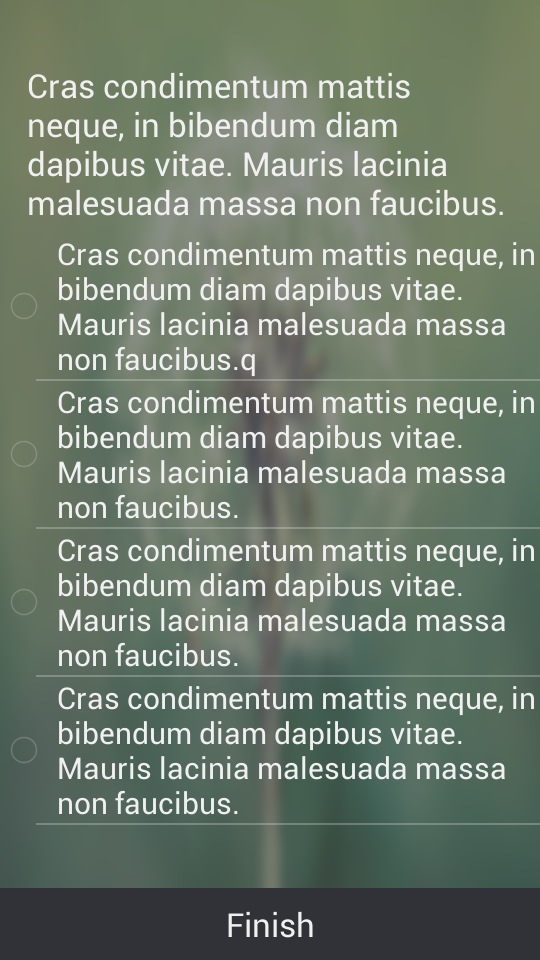 Cras condimentum mattis
neque, in bibendum diam
dapibus vitae. Mauris lacinia
malesuada massa non faucibus.
Cras condimentum mattis neque, in
bibendum diam dapibus vitae.
Mauris lacinia malesuada massa
non faucibus.q
Cras condimentum mattis neque, in
bibendum diam dapibus vitae.
Mauris lacinia malesuada massa
non faucibus.
Cras condimentum mattis neque, in
bibendum diam dapibus vitae.
Mauris lacinia malesuada massa
non faucibus.
Cras condimentum mattis neque, in
bibendum diam dapibus vitae.
Mauris lacinia malesuada massa
non faucibus.
Finish